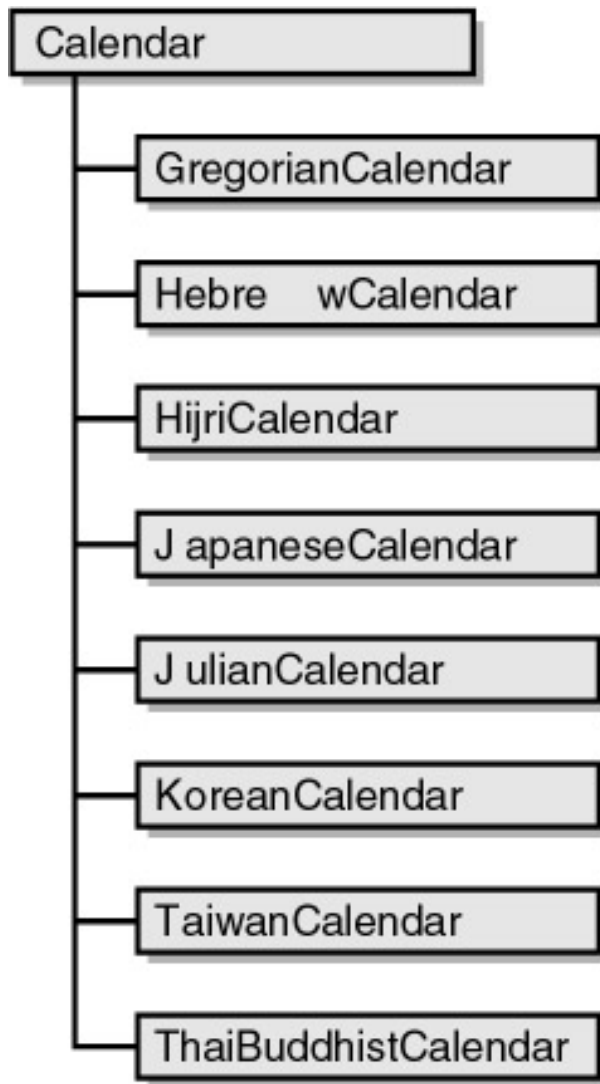 Calendar
GregorianCalendar
Hebre wCalendar
HijriCalendar
J apaneseCalendar
J ulianCalendar
KoreanCalendar
TaiwanCalendar
ThaiBuddhistCalendar